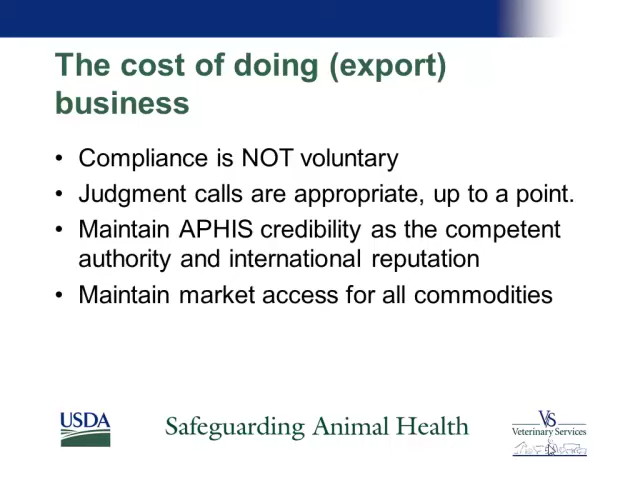 The cost of doing (export)
business
• Compliance is NOT voluntary
• Judgment calls are appropriate, up to a point.
• Maintain APHIS credibility as the competent
authority and international reputation
• Maintain market access for all commodities
USDA
Safeguarding Animal Health
VS
Veterinary Services